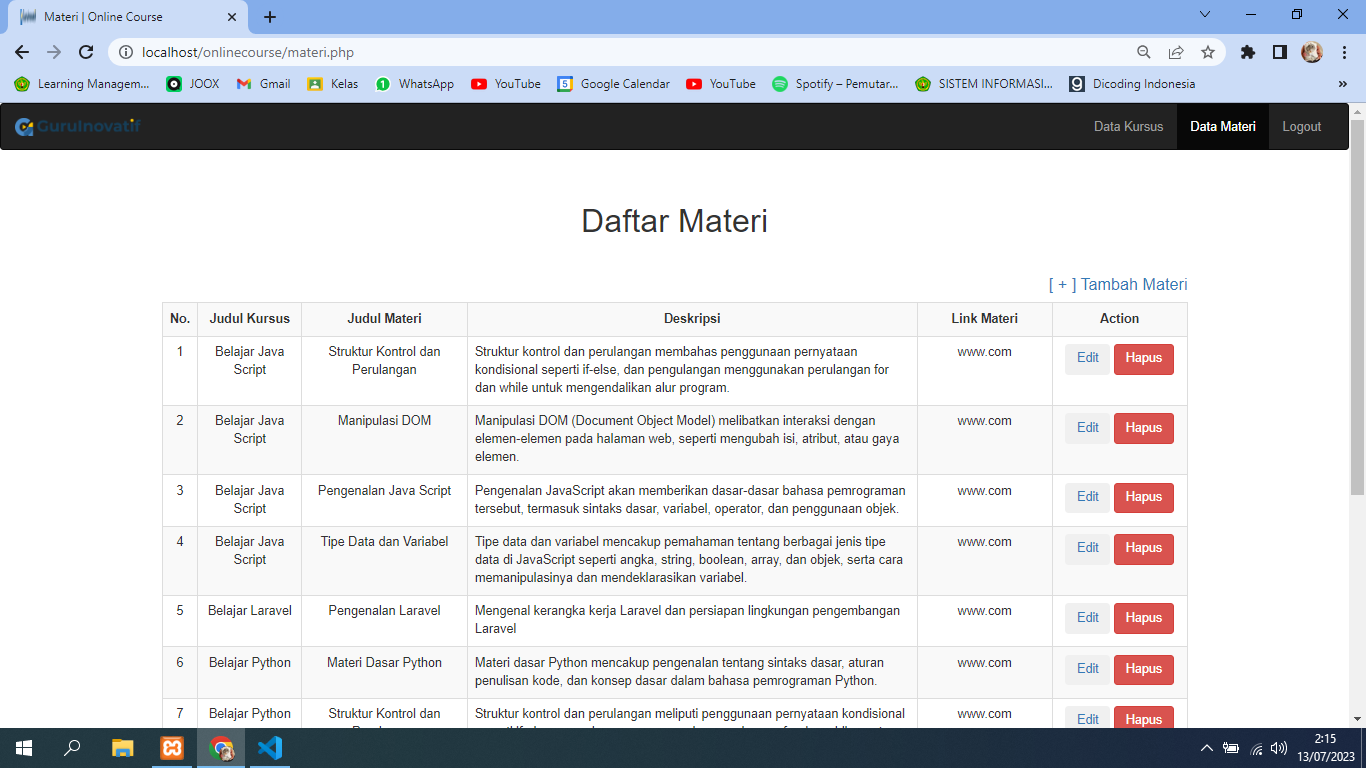 Materi | Online Course
localhost/onlinecourse/materi.php
Learning Managem... JOOX Gmail Kelas WhatsApp YouTube Google Calendar YouTube Spotify – Pemutar... SISTEM INFORMASI... Dicoding Indonesia »
GuruInovatif Data Kursus Data Materi Logout
Daftar Materi
[ + ] Tambah Materi
No. Judul Kursus Judul Materi Deskripsi Link Materi Action
1 Belajar Java Struktur Kontrol dan Struktur kontrol dan perulangan membahas penggunaan pernyataan www.com Edit Hapus
Script Perulangan kondisional seperti if-else, dan pengulangan menggunakan perulangan for
dan while untuk mengendalikan alur program.
2 Belajar Java Manipulasi DOM Manipulasi DOM (Document Object Model) melibatkan interaksi dengan www.com Edit Hapus
Script elemen-elemen pada halaman web, seperti mengubah isi, atribut, atau gaya
elemen.
3 Belajar Java Pengenalan Java Script Pengenalan JavaScript akan memberikan dasar-dasar bahasa pemrograman www.com Edit Hapus
Script tersebut, termasuk sintaks dasar, variabel, operator, dan penggunaan objek.
4 Belajar Java Tipe Data dan Variabel Tipe data dan variabel mencakup pemahaman tentang berbagai jenis tipe www.com Edit Hapus
Script data di JavaScript seperti angka, string, boolean, array, dan objek, serta cara
memanipulasinya dan mendeklarasikan variabel.
5 Belajar Laravel Pengenalan Laravel Mengenal kerangka kerja Laravel dan persiapan lingkungan pengembangan www.com Edit Hapus
Laravel
6 Belajar Python Materi Dasar Python Materi dasar Python mencakup pengenalan tentang sintaks dasar, aturan www.com Edit Hapus
penulisan kode, dan konsep dasar dalam bahasa pemrograman Python.
7 Belajar Python Struktur Kontrol dan Struktur kontrol dan perulangan meliputi penggunaan pernyataan kondisional www.com Edit Hapus
2:15
13/07/2023